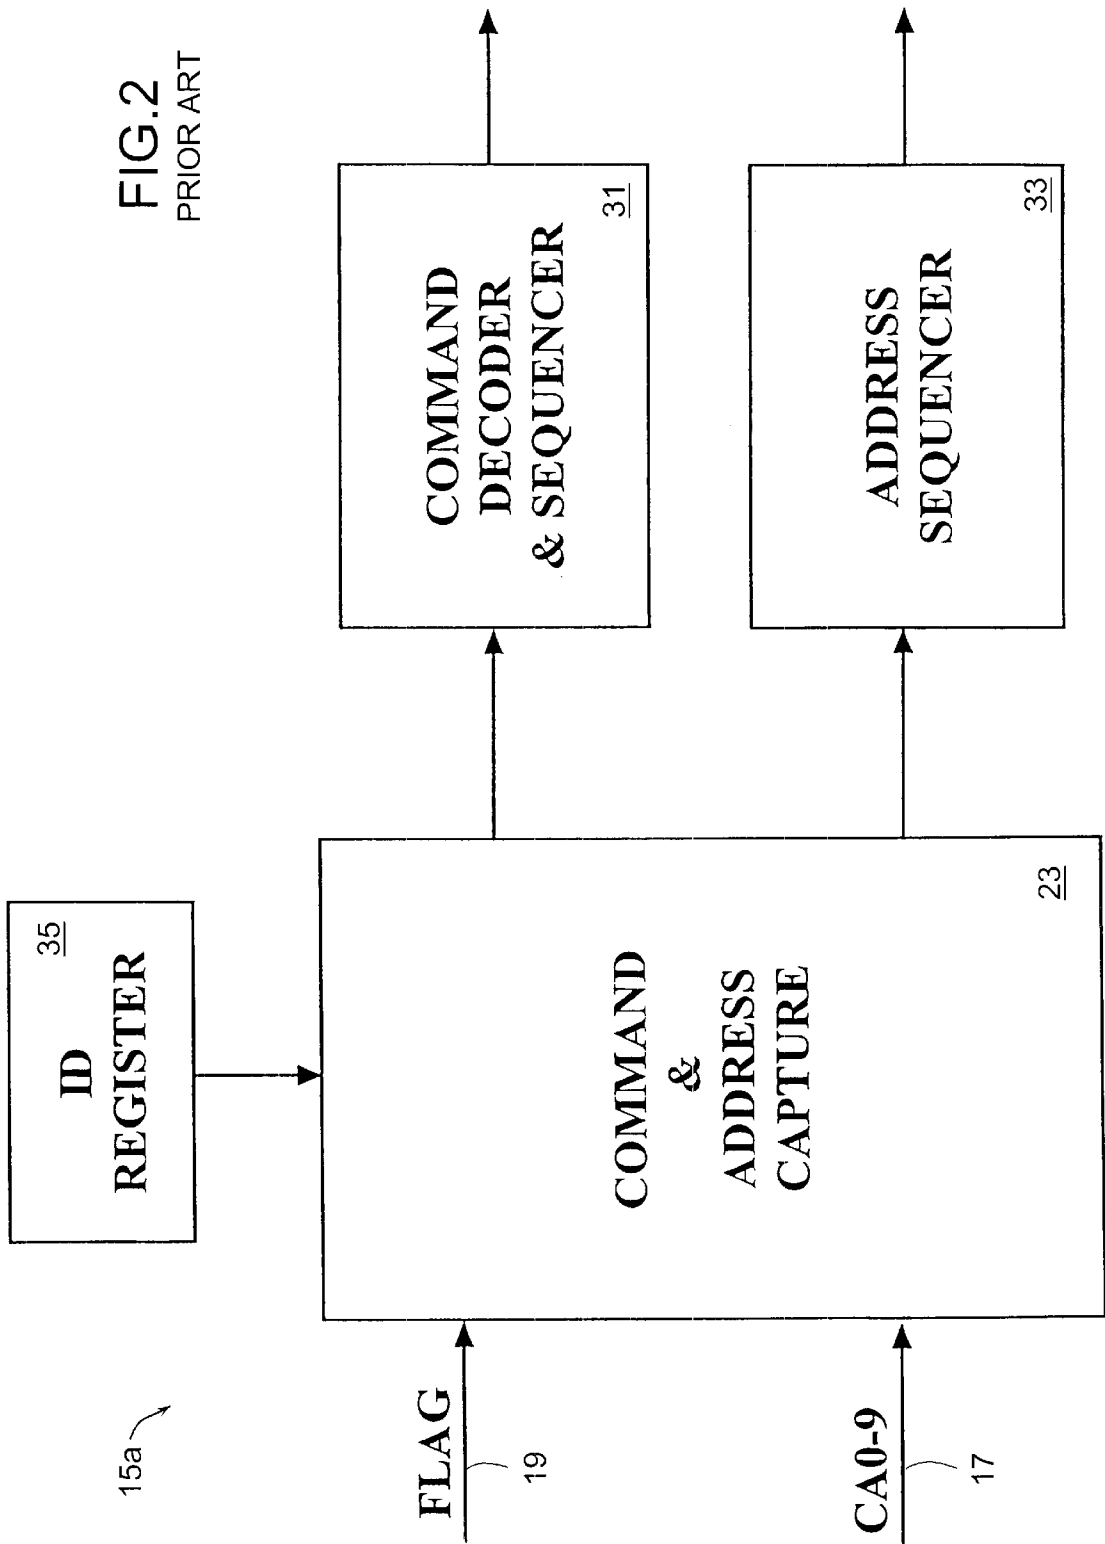 FIG.2
PRIOR ART
15a
ID
REGISTER
35
FLAG
19
CA0-9
17
COMMAND
&
ADDRESS
CAPTURE
23
COMMAND
DECODER
& SEQUENCER
31
ADDRESS
SEQUENCER
33